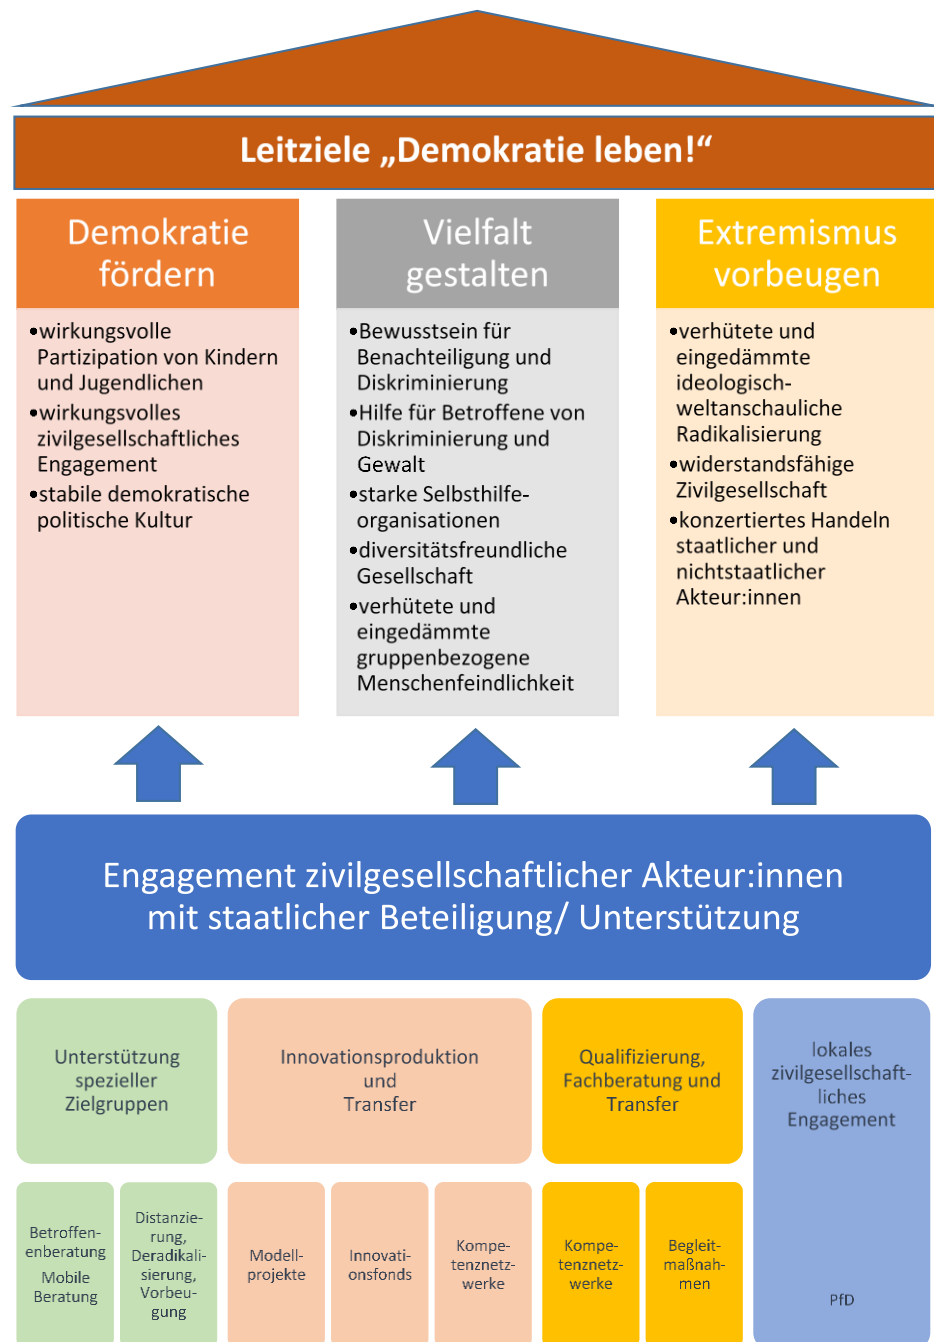 Leitziele „Demokratie leben!“
Demokratie
fördern
•wirkungsvolle
Partizipation von Kindern
und Jugendlichen
•wirkungsvolles
zivilgesellschaftliches
Engagement
•stabile demokratische
politische Kultur
Vielfalt
gestalten
•Bewusstsein für
Benachteiligung und
Diskriminierung
•Hilfe für Betroffene von
Diskriminierung und
Gewalt
•starke Selbsthilfe-
organisationen
•diversitätsfreundliche
Gesellschaft
•verhütete und
eingedämmte
gruppenbezogene
Menschenfeindlichkeit
Extremismus
vorbeugen
•verhütete und
eingedämmte
ideologisch-
weltanschauliche
Radikalisierung
•widerstandsfähige
Zivilgesellschaft
•konzertiertes Handeln
staatlicher und
nichtstaatlicher
Akteur:innen
Engagement zivilgesellschaftlicher Akteur:innen
mit staatlicher Beteiligung/ Unterstützung
Unterstützung
spezieller
Zielgruppen
Betroffen-
enberatung
Mobile
Beratung
Distanzie-
rung,
Deradikali-
sierung,
Vorbeu-
gung
Innovationsproduktion
und
Transfer
Modell-
projekte
Innovati-
onsfonds
Kompe-
tenznetz-
werke
Qualifizierung,
Fachberatung und
Transfer
Kompe-
tenznetz-
werke
Begleit-
maßnah-
men
lokales
zivilgesellschaft-
liches
Engagement
PfD